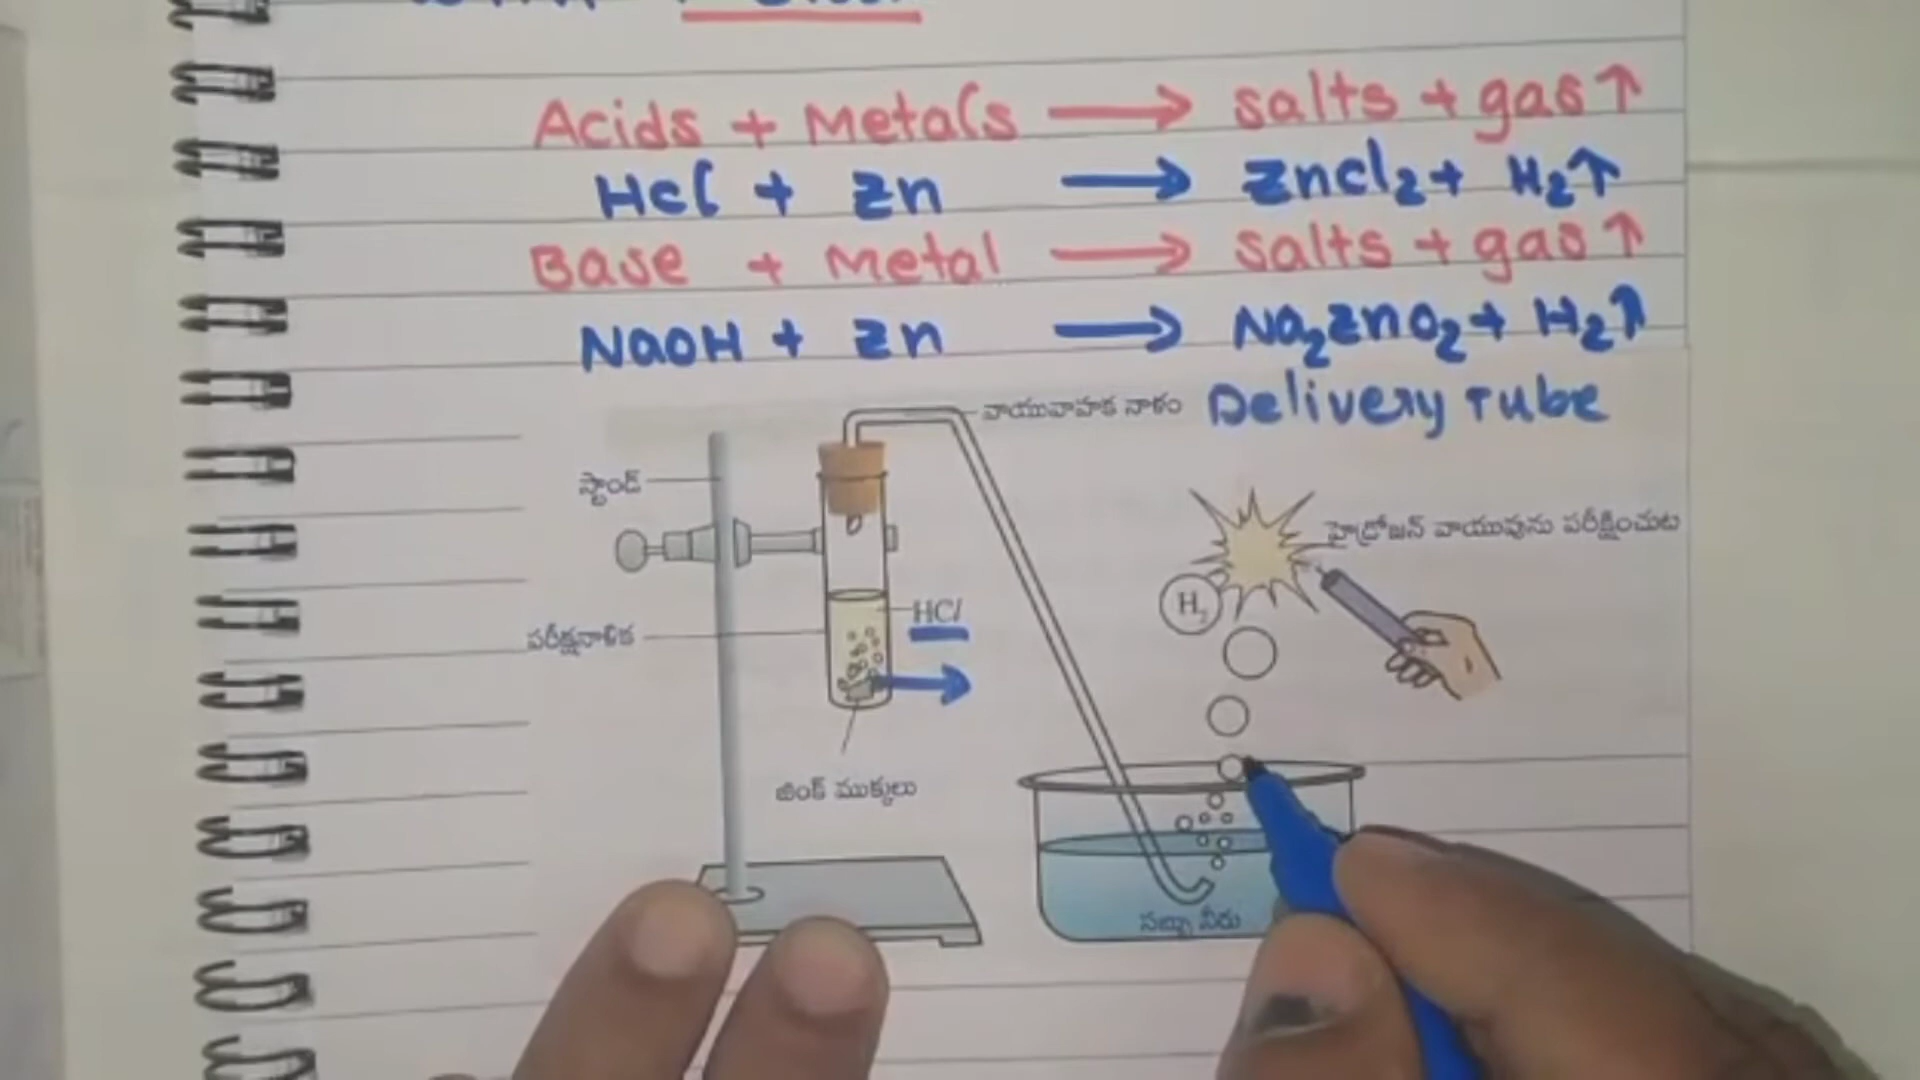 Acids + Metals ⟶ salts + gas↑
Hcl + Zn ⟶ Zncl₂ + H₂↑
Base + Metal ⟶ salts + gas↑
NaOH + Zn ⟶ Na₂ZnO₂ + H₂↑
వాయువాహక నాళం Delivery Tube
స్టాండ్
హైడ్రోజన్ వాయువును పరీక్షించుట
H₂
HCl
పరీక్షనాళిక
జింక్ ముక్కలు
సబ్బు నీరు